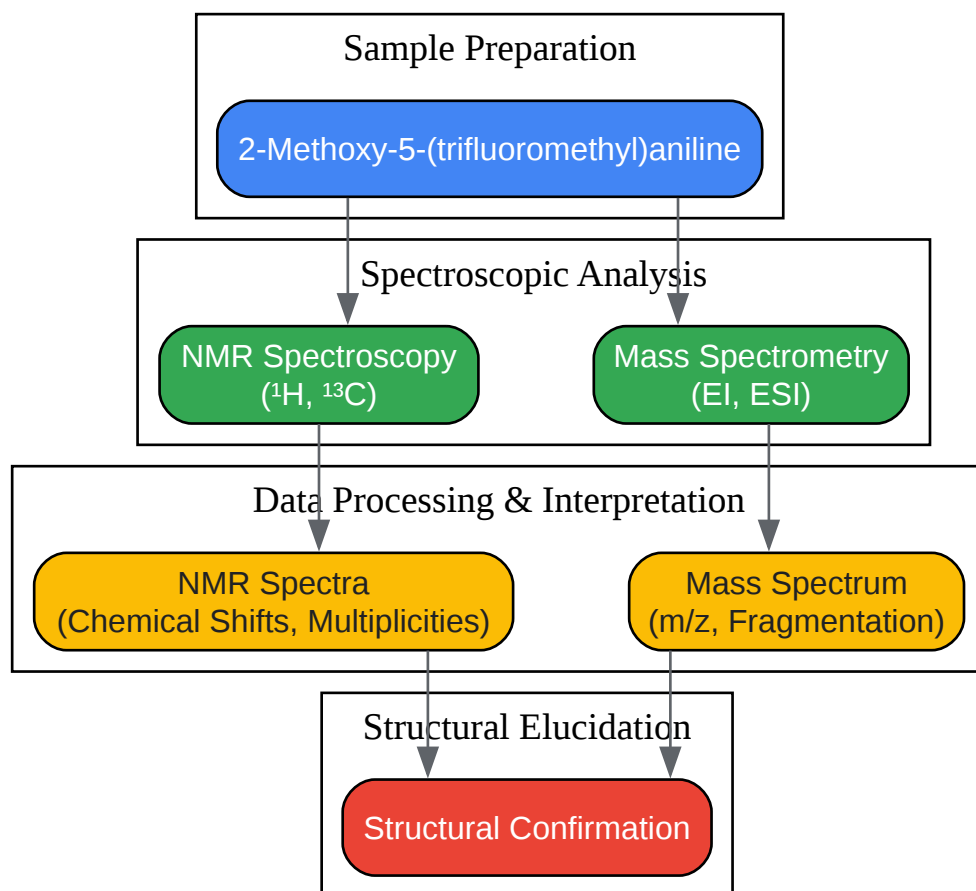 Sample Preparation
2-Methoxy-5-(trifluoromethyl)aniline
Spectroscopic Analysis
NMR Spectroscopy
(¹H, ¹³C)
Mass Spectrometry
(EI, ESI)
Data Processing & Interpretation
NMR Spectra
(Chemical Shifts, Multiplicities)
Mass Spectrum
(m/z, Fragmentation)
Structural Elucidation
Structural Confirmation